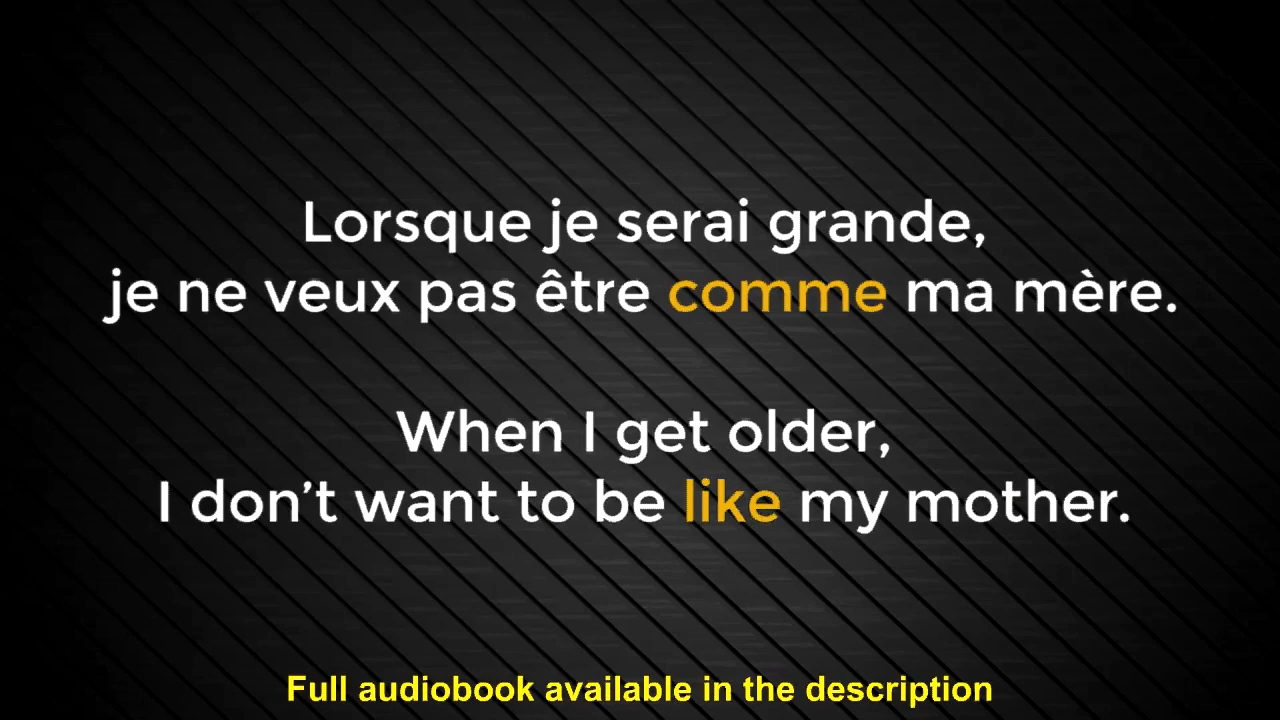 Lorsque je serai grande,
je ne veux pas être comme ma mère.
When I get older,
I don’t want to be like my mother.
Full audiobook available in the description